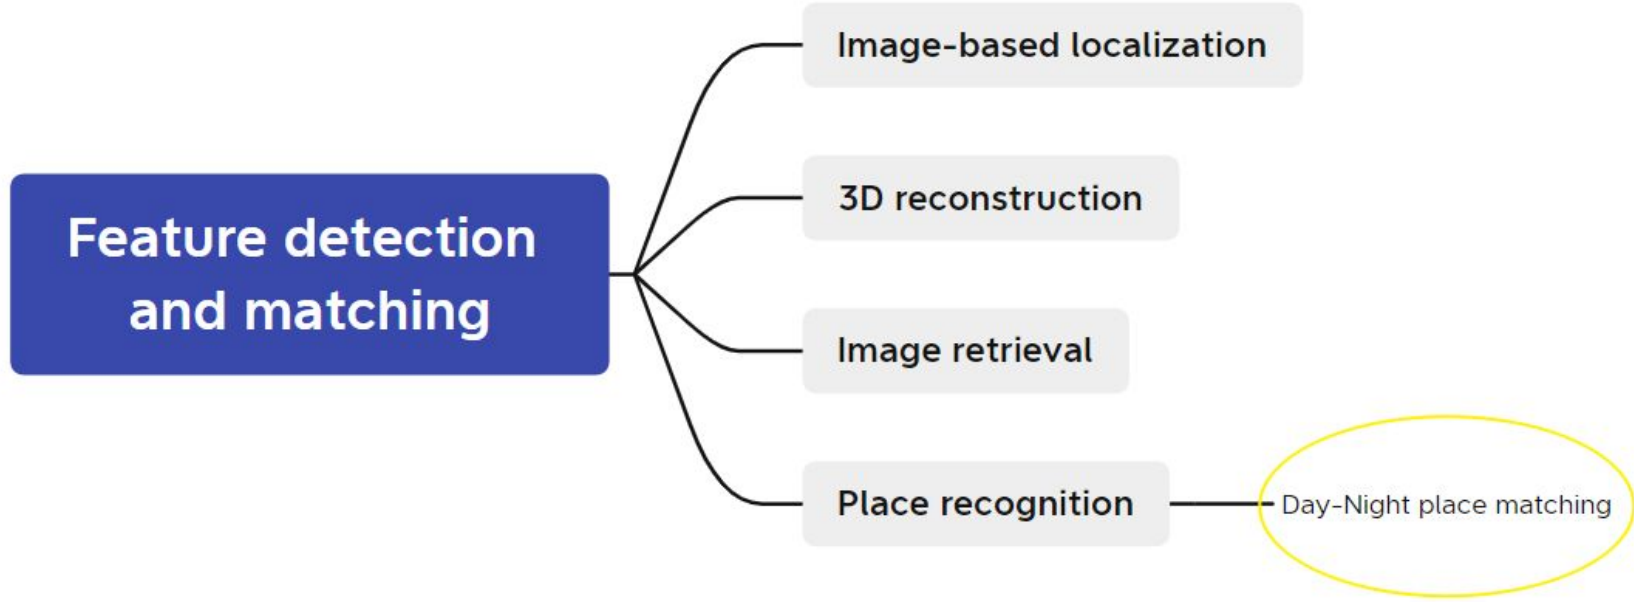 Feature detection
and matching
Image-based localization
3D reconstruction
Image retrieval
Place recognition
Day-Night place matching